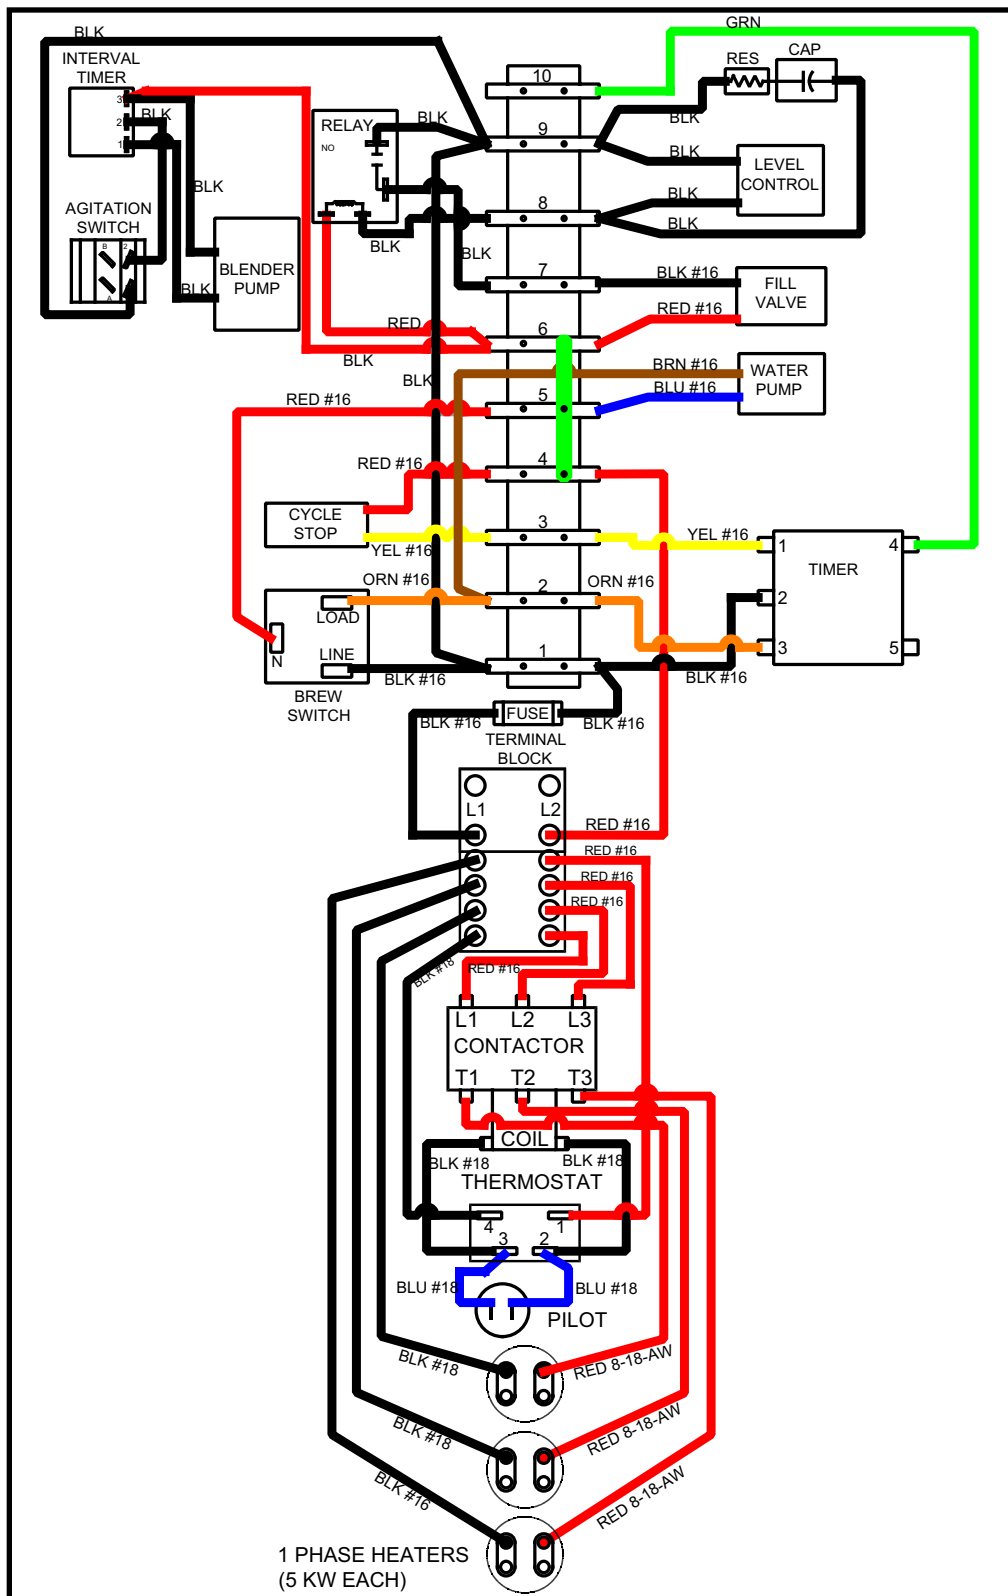 BLK
GRN
INTERVAL
TIMER
3
2
1
BLK
BLK
BLK
BLK
AGITATION
SWITCH
B
2
A
BLENDER
PUMP
RELAY
NO
BLK
BLK
BLK
RED
BLK
BLK
10
9
8
7
6
5
4
3
2
1
RES
CAP
BLK
BLK
BLK
BLK
LEVEL
CONTROL
BLK #16
RED #16
FILL
VALVE
BRN #16
BLU #16
WATER
PUMP
RED #16
RED #16
CYCLE
STOP
YEL #16
ORN #16
LOAD
N
LINE
BLK #16
BREW
SWITCH
YEL #16
ORN #16
BLK #16
1
2
3
4
5
TIMER
BLK #16
FUSE
BLK #16
TERMINAL
BLOCK
L1
L2
RED #16
RED #16
RED #16
RED #16
RED #16
BLK #18
L1
L2
L3
CONTACTOR
T1
T2
T3
COIL
BLK #18
BLK #18
THERMOSTAT
4
1
3
2
BLU #18
BLU #18
PILOT
BLK #18
RED 8-18-AW
BLK #18
RED 8-18-AW
BLK #16
RED 8-18-AW
1 PHASE HEATERS
(5 KW EACH)